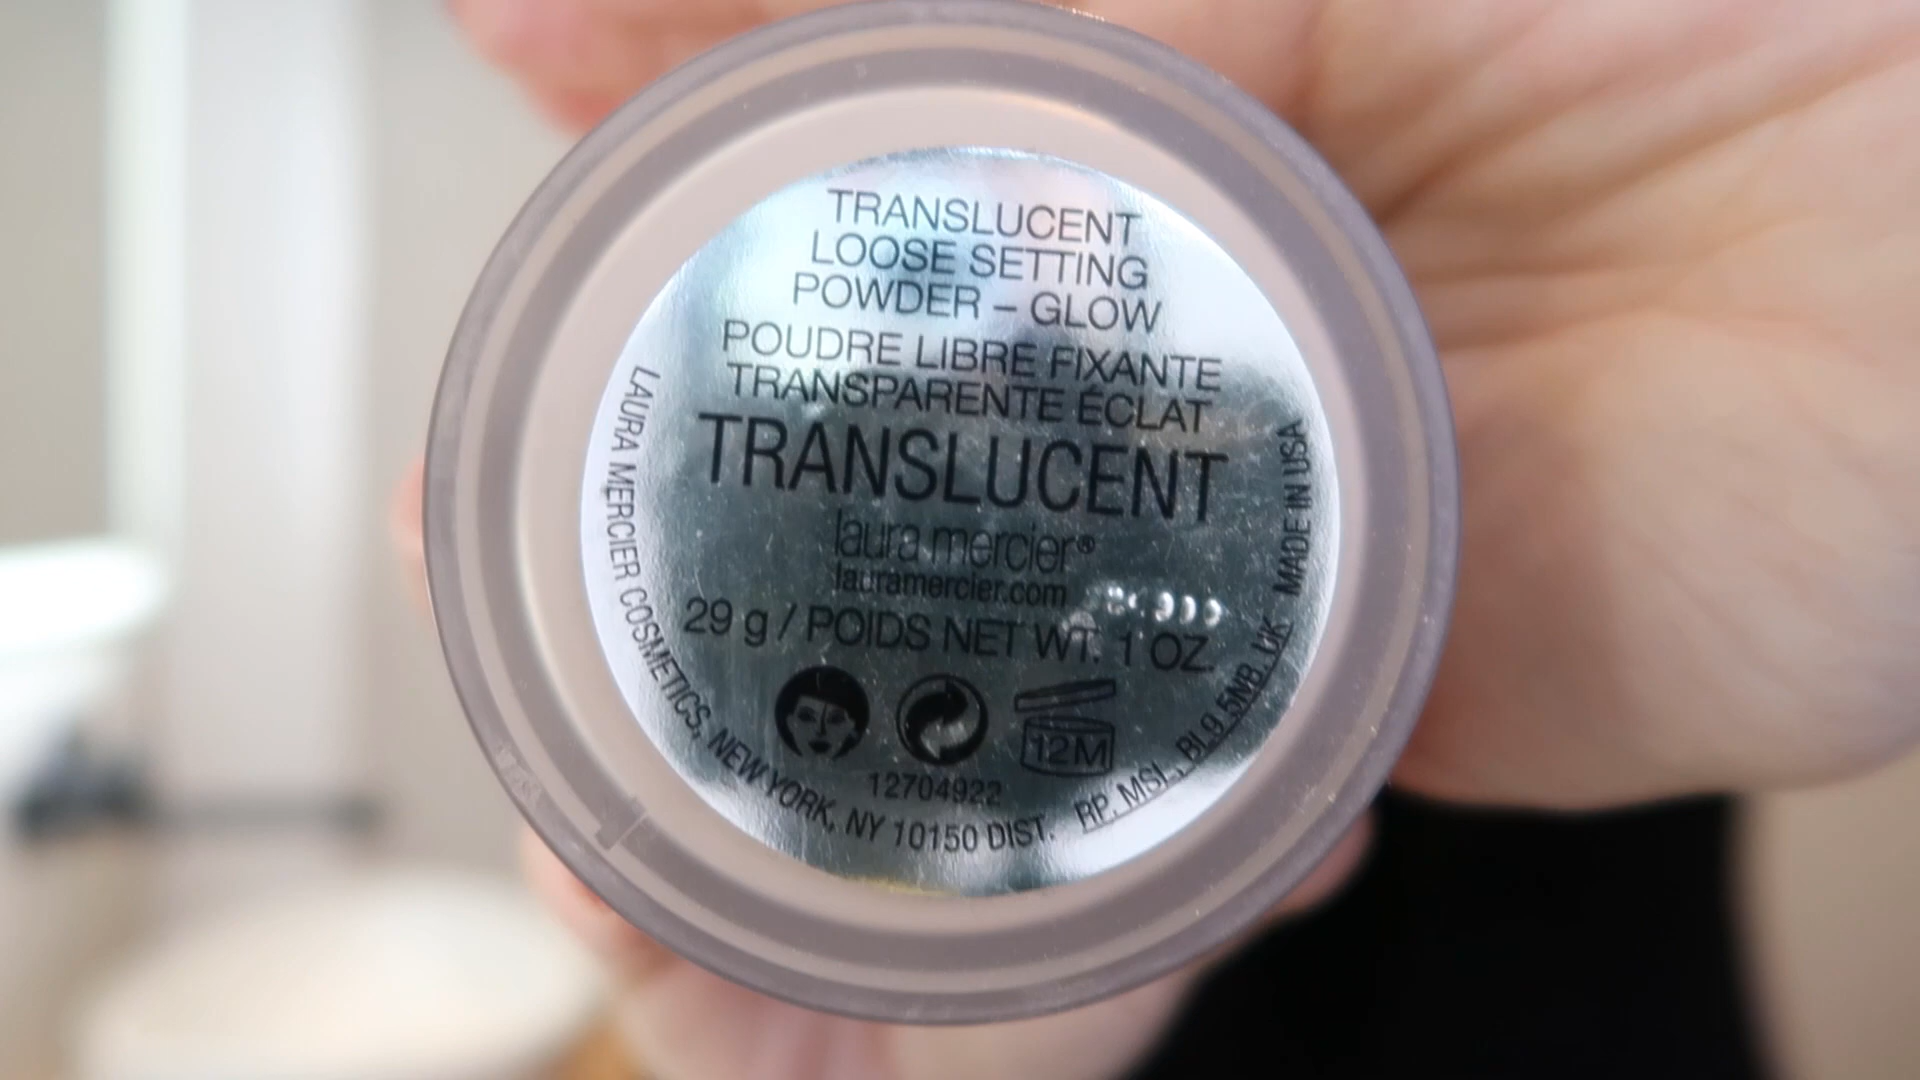 TRANSLUCENT
LOOSE SETTING
POWDER – GLOW
POUDRE LIBRE FIXANTE
TRANSPARENTE ÉCLAT
TRANSLUCENT
laura mercier®
lauramercier.com
29 g / POIDS NET WT. 1 OZ.
12M
12704922
LAURA MERCIER COSMETICS, NEW YORK, NY 10150 DIST. RP. MSL, BL9 5NB. UK MADE IN USA